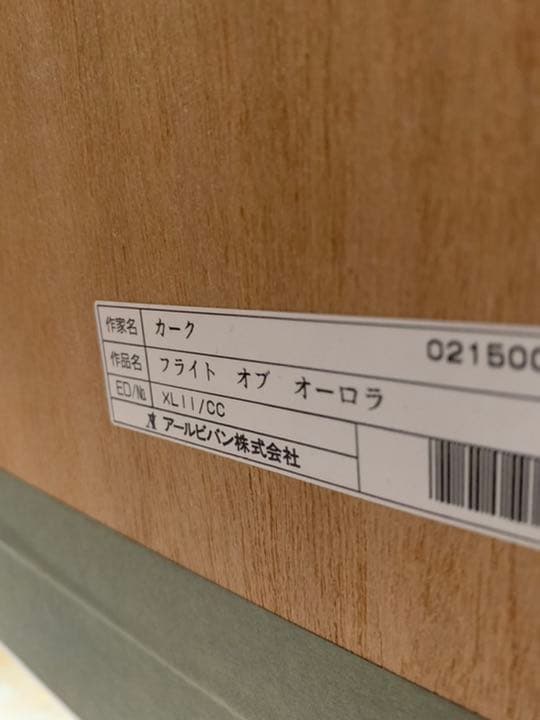 作家名 カーク
021500
作品名 フライト オブ オーロラ
ED/№ XLII/CC
アールビバン株式会社